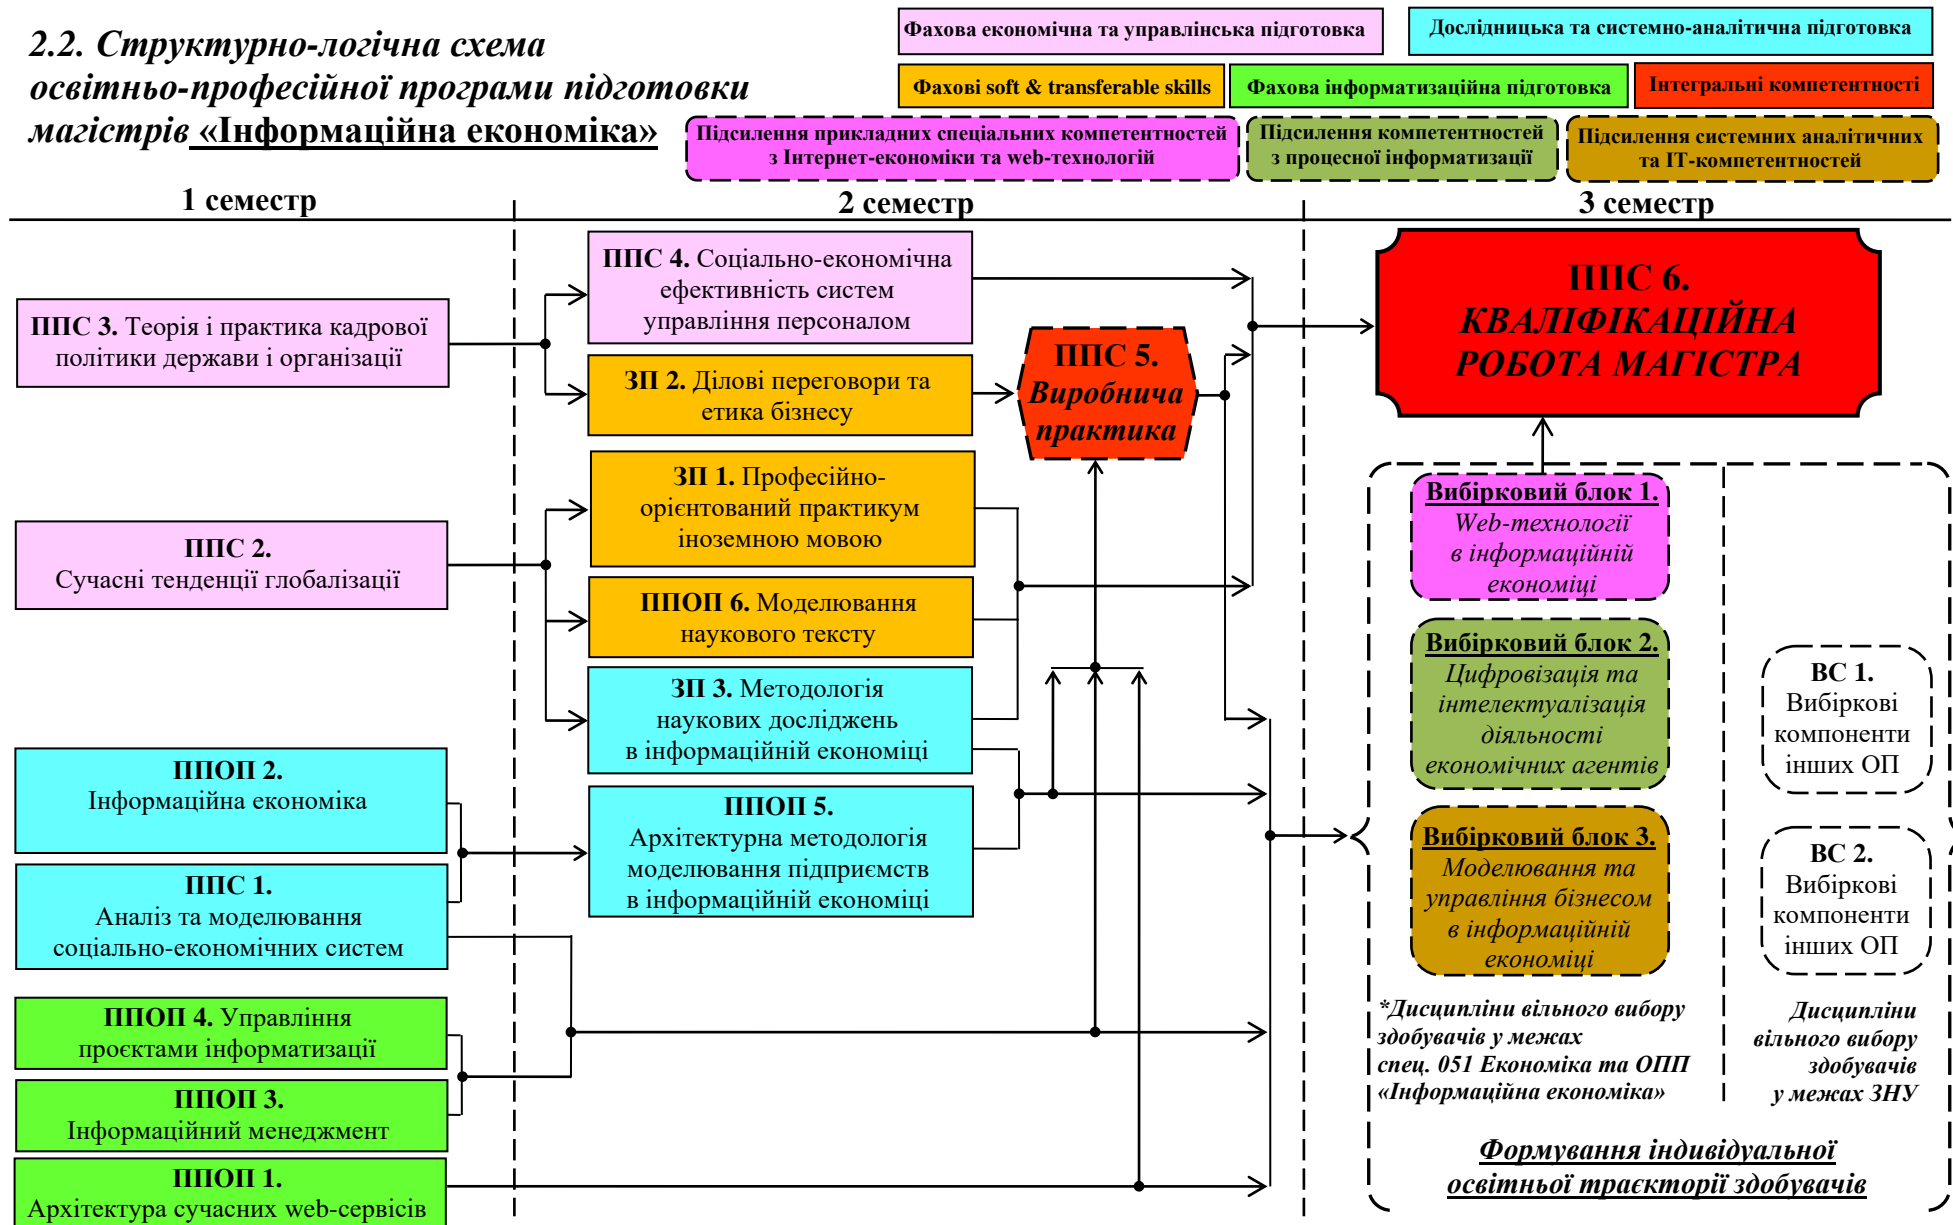 2.2. Структурно-логічна схема
освітньо-професійної програми підготовки
магістрів «Інформаційна економіка»
Фахова економічна та управлінська підготовка
Дослідницька та системно-аналітична підготовка
Фахові soft & transferable skills
Фахова інформатизаційна підготовка
Інтегральні компетентності
Підсилення прикладних спеціальних компетентностей
з Інтернет-економіки та web-технологій
Підсилення компетентностей
з процесної інформатизації
Підсилення системних аналітичних
та ІТ-компетентностей
1 семестр
2 семестр
3 семестр
ППС 3. Теорія і практика кадрової
політики держави і організації
ППС 2.
Сучасні тенденції глобалізації
ППОП 2.
Інформаційна економіка
ППС 1.
Аналіз та моделювання
соціально-економічних систем
ППОП 4. Управління
проєктами інформатизації
ППОП 3.
Інформаційний менеджмент
ППОП 1.
Архітектура сучасних web-сервісів
ППС 4. Соціально-економічна
ефективність систем
управління персоналом
ЗП 2. Ділові переговори та
етика бізнесу
ЗП 1. Професійно-
орієнтований практикум
іноземною мовою
ППОП 6. Моделювання
наукового тексту
ЗП 3. Методологія
наукових досліджень
в інформаційній економіці
ППОП 5.
Архітектурна методологія
моделювання підприємств
в інформаційній економіці
ППС 5.
Виробнича
практика
ППС 6.
КВАЛІФІКАЦІЙНА
РОБОТА МАГІСТРА
Вибірковий блок 1.
Web-технології
в інформаційній
економіці
Вибірковий блок 2.
Цифровізація та
інтелектуалізація
діяльності
економічних агентів
Вибірковий блок 3.
Моделювання та
управління бізнесом
в інформаційній
економіці
*Дисципліни вільного вибору
здобувачів у межах
спец. 051 Економіка та ОПП
«Інформаційна економіка»
ВС 1.
Вибіркові
компоненти
інших ОП
ВС 2.
Вибіркові
компоненти
інших ОП
Дисципліни
вільного вибору
здобувачів
у межах ЗНУ
Формування індивідуальної
освітньої траєкторії здобувачів